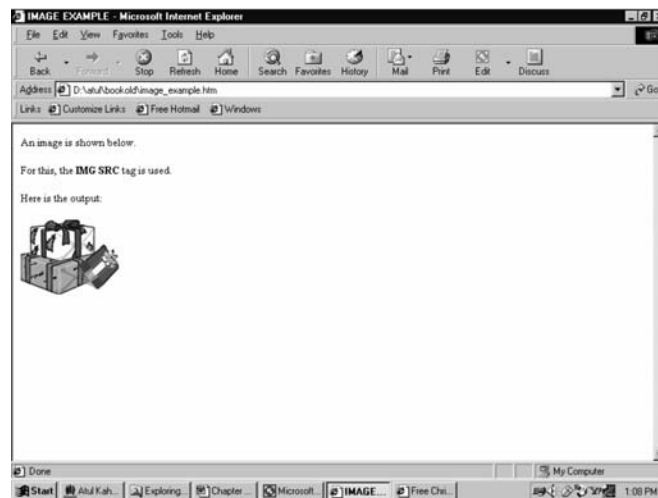 IMAGE EXAMPLE - Microsoft Internet Explorer
File Edit View Favorites Tools Help
Back Forward Stop Refresh Home Search Favorites History Mail Print Edit Discuss
Address D:\atul\bookold\image_example.htm Go
Links Customize Links Free Hotmail Windows
An image is shown below.
For this, the IMG SRC tag is used.
Here is the output:
Done My Computer
Start Atul Kah... Exploring... Chapter ... Microsoft... IMAGE... Free Chri... 1:08 PM